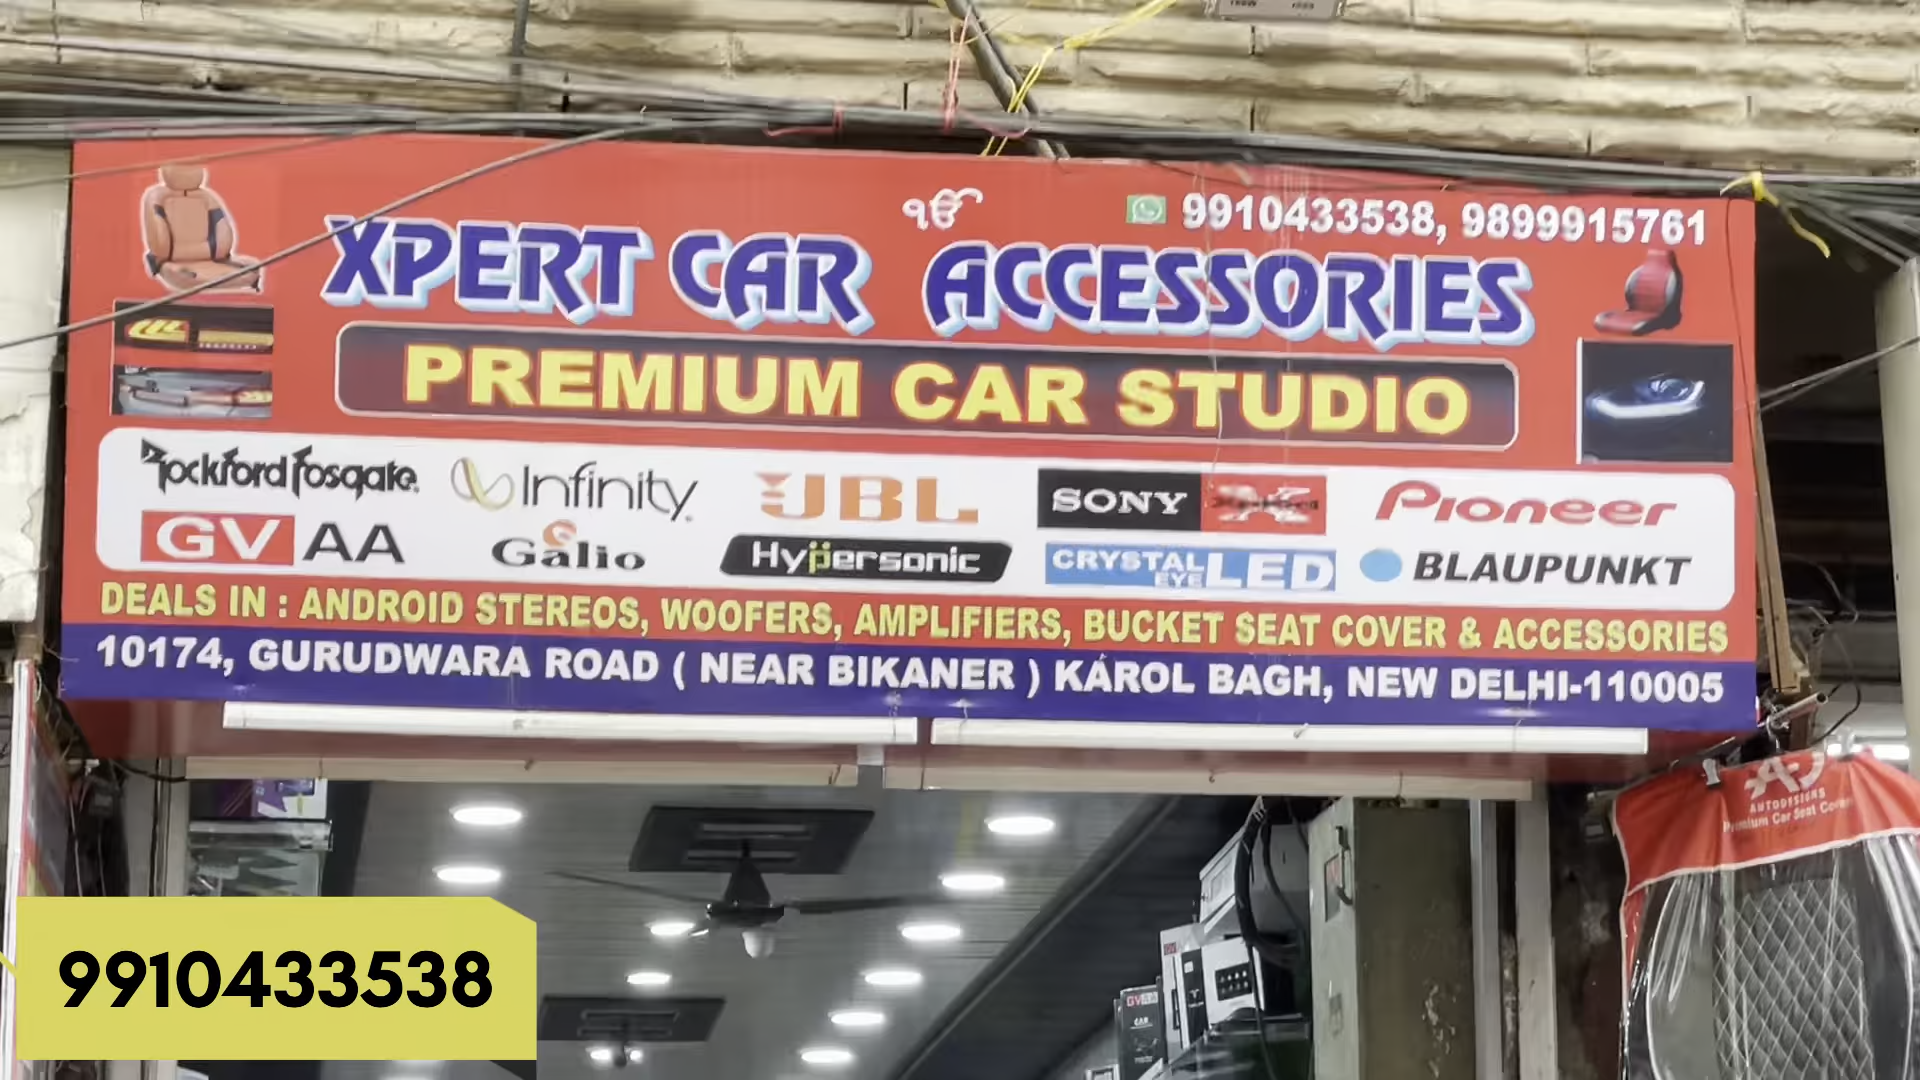 ੴ
9910433538, 9899915761
XPERT CAR ACCESSORIES
PREMIUM CAR STUDIO
Rockford Fosgate Infinity JBL SONY Pioneer
GV AA Galio Hypersonic CRYSTAL EYE LED BLAUPUNKT
DEALS IN : ANDROID STEREOS, WOOFERS, AMPLIFIERS, BUCKET SEAT COVER & ACCESSORIES
10174, GURUDWARA ROAD ( NEAR BIKANER ) KAROL BAGH, NEW DELHI-110005
AUTODESIGNS
Premium Car Seat Cover
9910433538